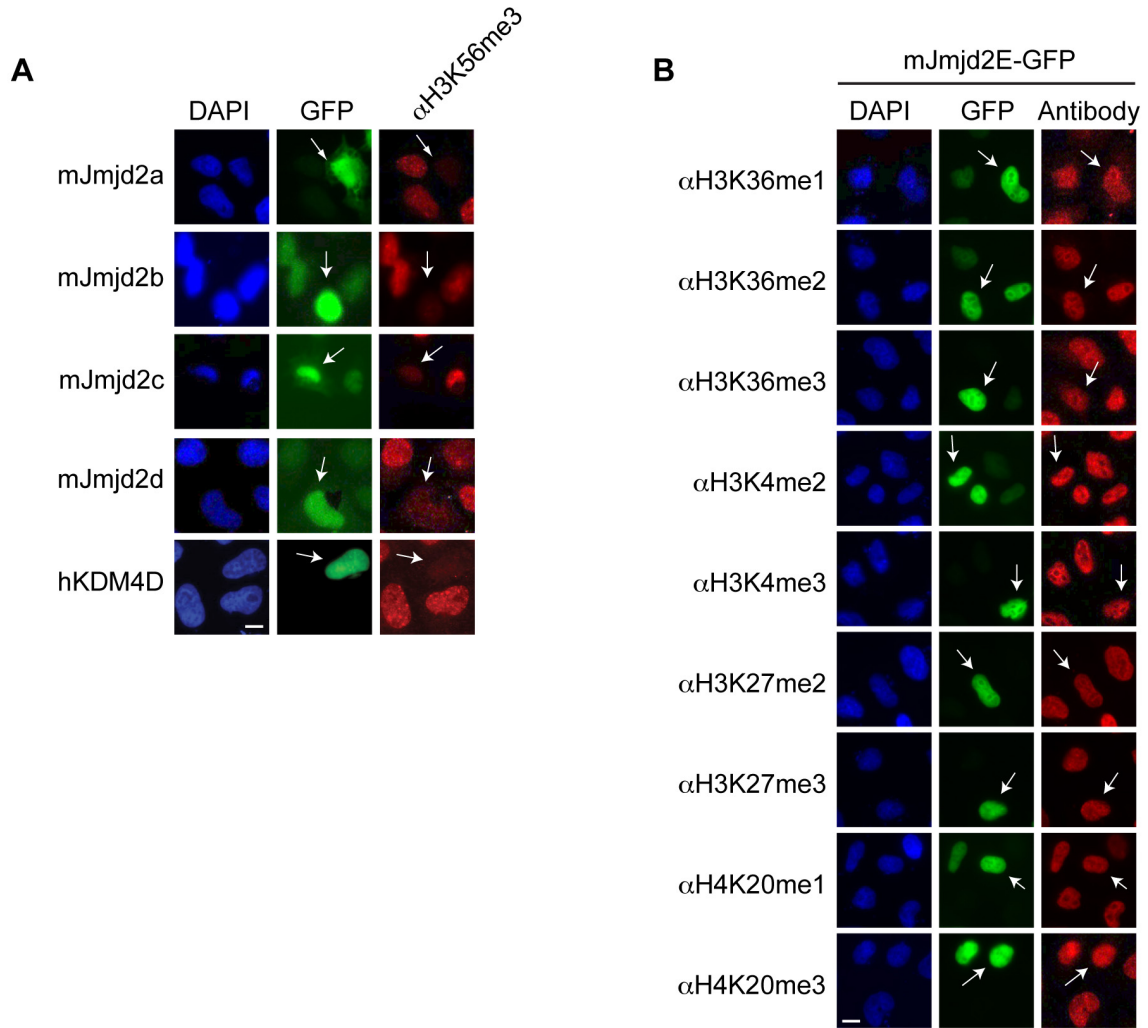 A
DAPI
GFP
αH3K56me3
mJmjd2a
mJmjd2b
mJmjd2c
mJmjd2d
hKDM4D
B
mJmjd2E-GFP
DAPI
GFP
Antibody
αH3K36me1
αH3K36me2
αH3K36me3
αH3K4me2
αH3K4me3
αH3K27me2
αH3K27me3
αH4K20me1
αH4K20me3